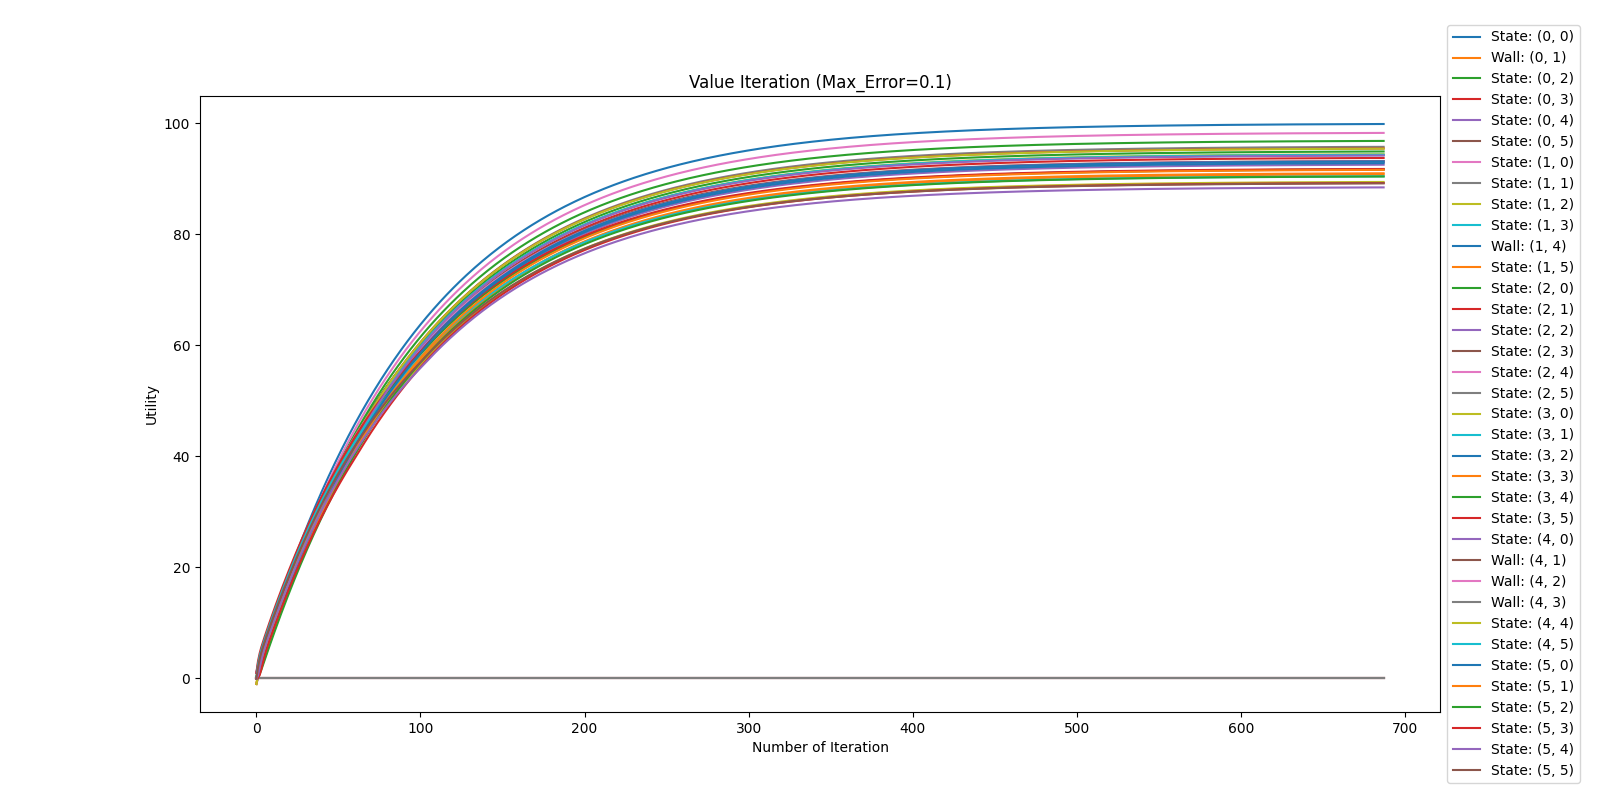 Value Iteration (Max_Error=0.1)
100
80
60
40
20
0
Utility
0 100 200 300 400 500 600 700
Number of Iteration
State: (0, 0)
Wall: (0, 1)
State: (0, 2)
State: (0, 3)
State: (0, 4)
State: (0, 5)
State: (1, 0)
State: (1, 1)
State: (1, 2)
State: (1, 3)
Wall: (1, 4)
State: (1, 5)
State: (2, 0)
State: (2, 1)
State: (2, 2)
State: (2, 3)
State: (2, 4)
State: (2, 5)
State: (3, 0)
State: (3, 1)
State: (3, 2)
State: (3, 3)
State: (3, 4)
State: (3, 5)
State: (4, 0)
Wall: (4, 1)
Wall: (4, 2)
Wall: (4, 3)
State: (4, 4)
State: (4, 5)
State: (5, 0)
State: (5, 1)
State: (5, 2)
State: (5, 3)
State: (5, 4)
State: (5, 5)